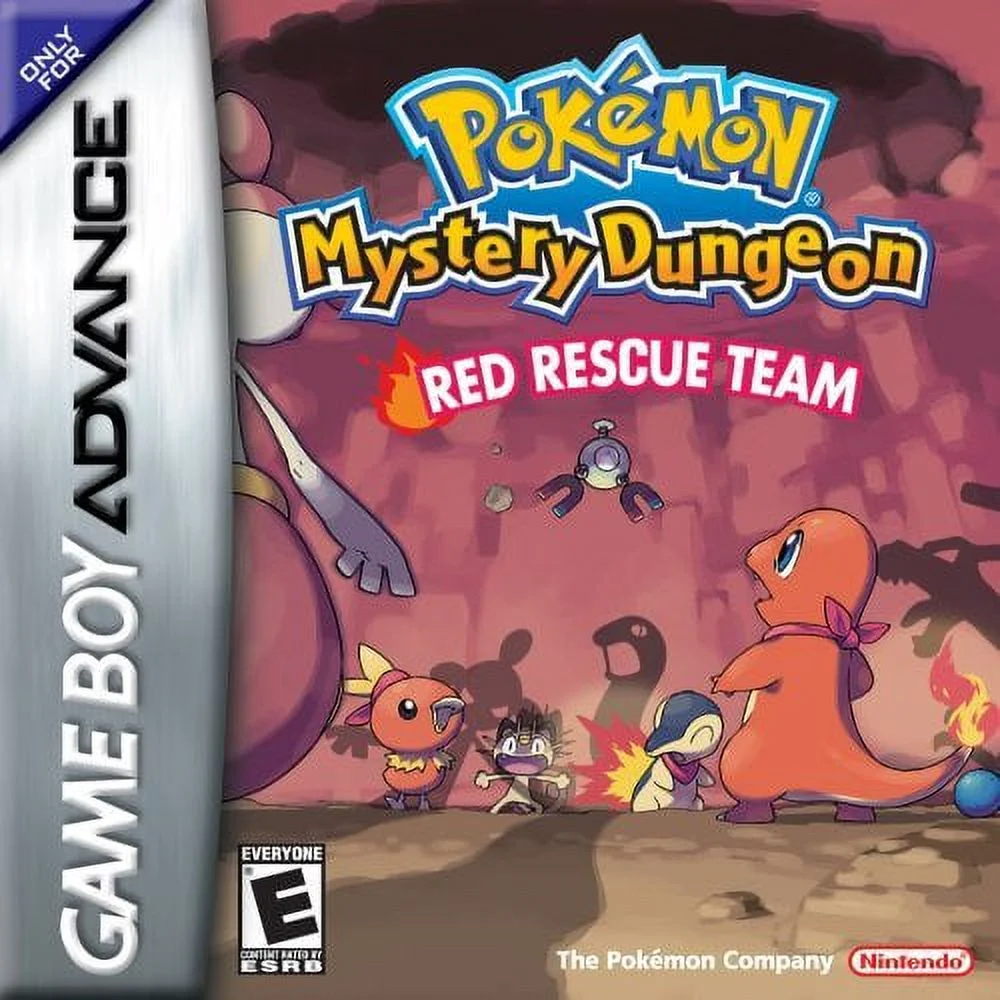 ONLY
FOR
GAME BOY ADVANCE
POKéMON
Mystery Dungeon
RED RESCUE TEAM
EVERYONE
E
CONTENT RATED BY
ESRB
The Pokémon Company
Nintendo